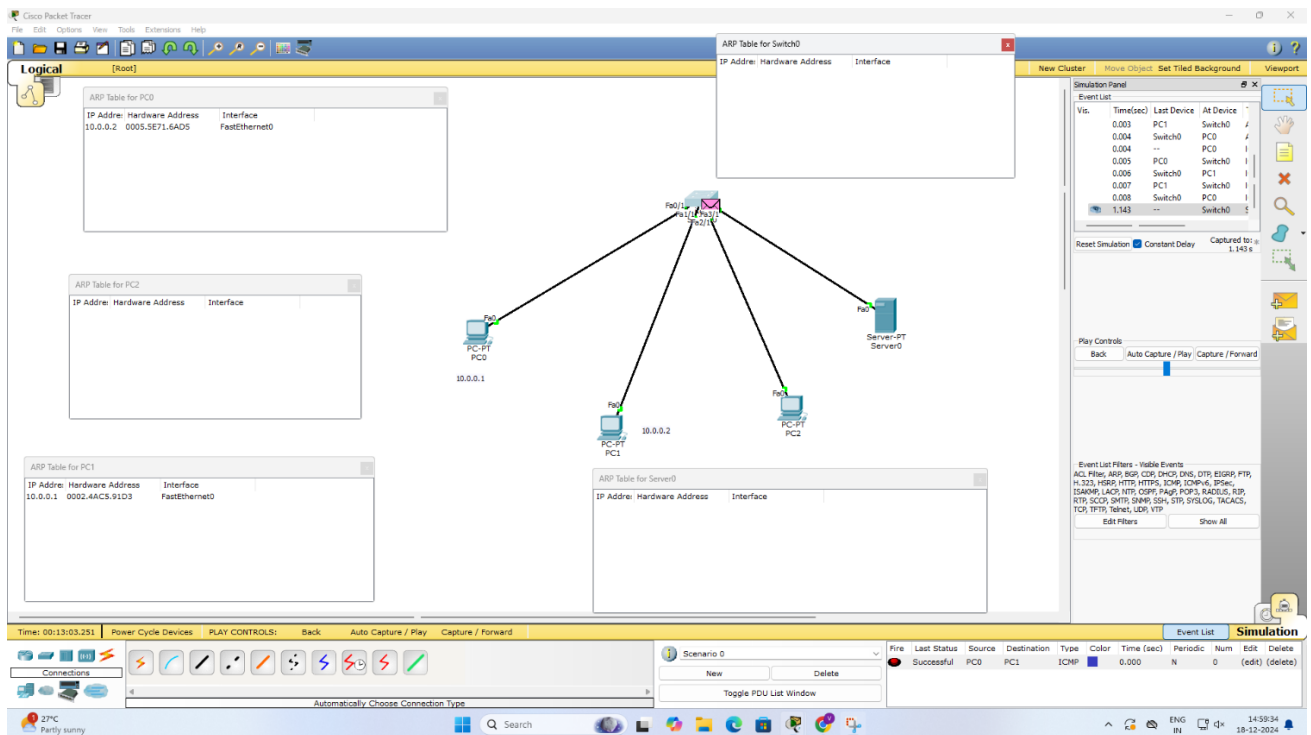 Cisco Packet Tracer
File Edit Options View Tools Extensions Help
Logical [Root] New Cluster Move Object Set Tiled Background Viewport
ARP Table for Switch0
IP Addre: Hardware Address Interface
ARP Table for PC0
IP Addre: Hardware Address Interface
10.0.0.2 0005.5E71.6AD5 FastEthernet0
ARP Table for PC2
IP Addre: Hardware Address Interface
ARP Table for PC1
IP Addre: Hardware Address Interface
10.0.0.1 0002.4AC5.91D3 FastEthernet0
ARP Table for Server0
IP Addre: Hardware Address Interface
Fa0/1
Fa1/1 Fa3/1
Fa2/1
Fa0
PC-PT
PC0
10.0.0.1
Fa0
PC-PT
PC1
10.0.0.2
Fa0
PC-PT
PC2
Fa0
Server-PT
Server0
Simulation Panel
Event List
Vis. Time(sec) Last Device At Device
0.003 PC1 Switch0
0.004 Switch0 PC0
0.004 -- PC0
0.005 PC0 Switch0
0.006 Switch0 PC1
0.007 PC1 Switch0
0.008 Switch0 PC0
1.143 -- Switch0
Reset Simulation Constant Delay Captured to:
1.143 s
Play Controls
Back Auto Capture / Play Capture / Forward
Event List Filters - Visible Events
ACL Filter, ARP, BGP, CDP, DHCP, DNS, DTP, EIGRP, FTP,
H.323, HSRP, HTTP, HTTPS, ICMP, ICMPv6, IPSec,
ISAKMP, LACP, NTP, OSPF, PAgP, POP3, RADIUS, RIP,
RTP, SCCP, SMTP, SNMP, SSH, STP, SYSLOG, TACACS,
TCP, TFTP, Telnet, UDP, VTP
Edit Filters Show All
Time: 00:13:03.251 Power Cycle Devices PLAY CONTROLS: Back Auto Capture / Play Capture / Forward Event List Simulation
Connections
Automatically Choose Connection Type
Scenario 0
New Delete
Toggle PDU List Window
Fire Last Status Source Destination Type Color Time (sec) Periodic Num Edit Delete
Successful PC0 PC1 ICMP 0.000 N 0 (edit) (delete)
1
27°C
Partly sunny
Search
ENG
IN
14:59:34
18-12-2024